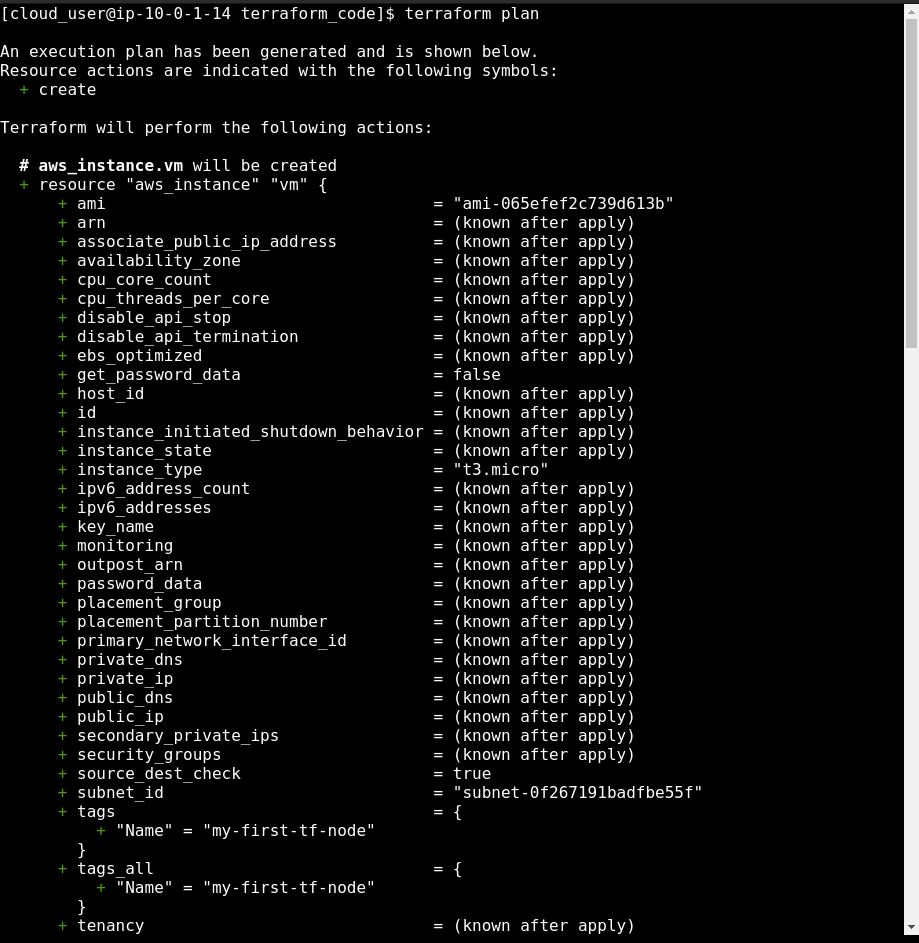 [cloud_user@ip-10-0-1-14 terraform_code]$ terraform plan
An execution plan has been generated and is shown below.
Resource actions are indicated with the following symbols:
  + create
Terraform will perform the following actions:
  # aws_instance.vm will be created
  + resource "aws_instance" "vm" {
      + ami                                  = "ami-065efef2c739d613b"
      + arn                                  = (known after apply)
      + associate_public_ip_address          = (known after apply)
      + availability_zone                    = (known after apply)
      + cpu_core_count                       = (known after apply)
      + cpu_threads_per_core                 = (known after apply)
      + disable_api_stop                     = (known after apply)
      + disable_api_termination              = (known after apply)
      + ebs_optimized                        = (known after apply)
      + get_password_data                    = false
      + host_id                              = (known after apply)
      + id                                   = (known after apply)
      + instance_initiated_shutdown_behavior = (known after apply)
      + instance_state                       = (known after apply)
      + instance_type                        = "t3.micro"
      + ipv6_address_count                   = (known after apply)
      + ipv6_addresses                       = (known after apply)
      + key_name                             = (known after apply)
      + monitoring                           = (known after apply)
      + outpost_arn                          = (known after apply)
      + password_data                        = (known after apply)
      + placement_group                      = (known after apply)
      + placement_partition_number           = (known after apply)
      + primary_network_interface_id         = (known after apply)
      + private_dns                          = (known after apply)
      + private_ip                           = (known after apply)
      + public_dns                           = (known after apply)
      + public_ip                            = (known after apply)
      + secondary_private_ips                = (known after apply)
      + security_groups                      = (known after apply)
      + source_dest_check                    = true
      + subnet_id                            = "subnet-0f267191badfbe55f"
      + tags                                 = {
          + "Name" = "my-first-tf-node"
        }
      + tags_all                             = {
          + "Name" = "my-first-tf-node"
        }
      + tenancy                              = (known after apply)